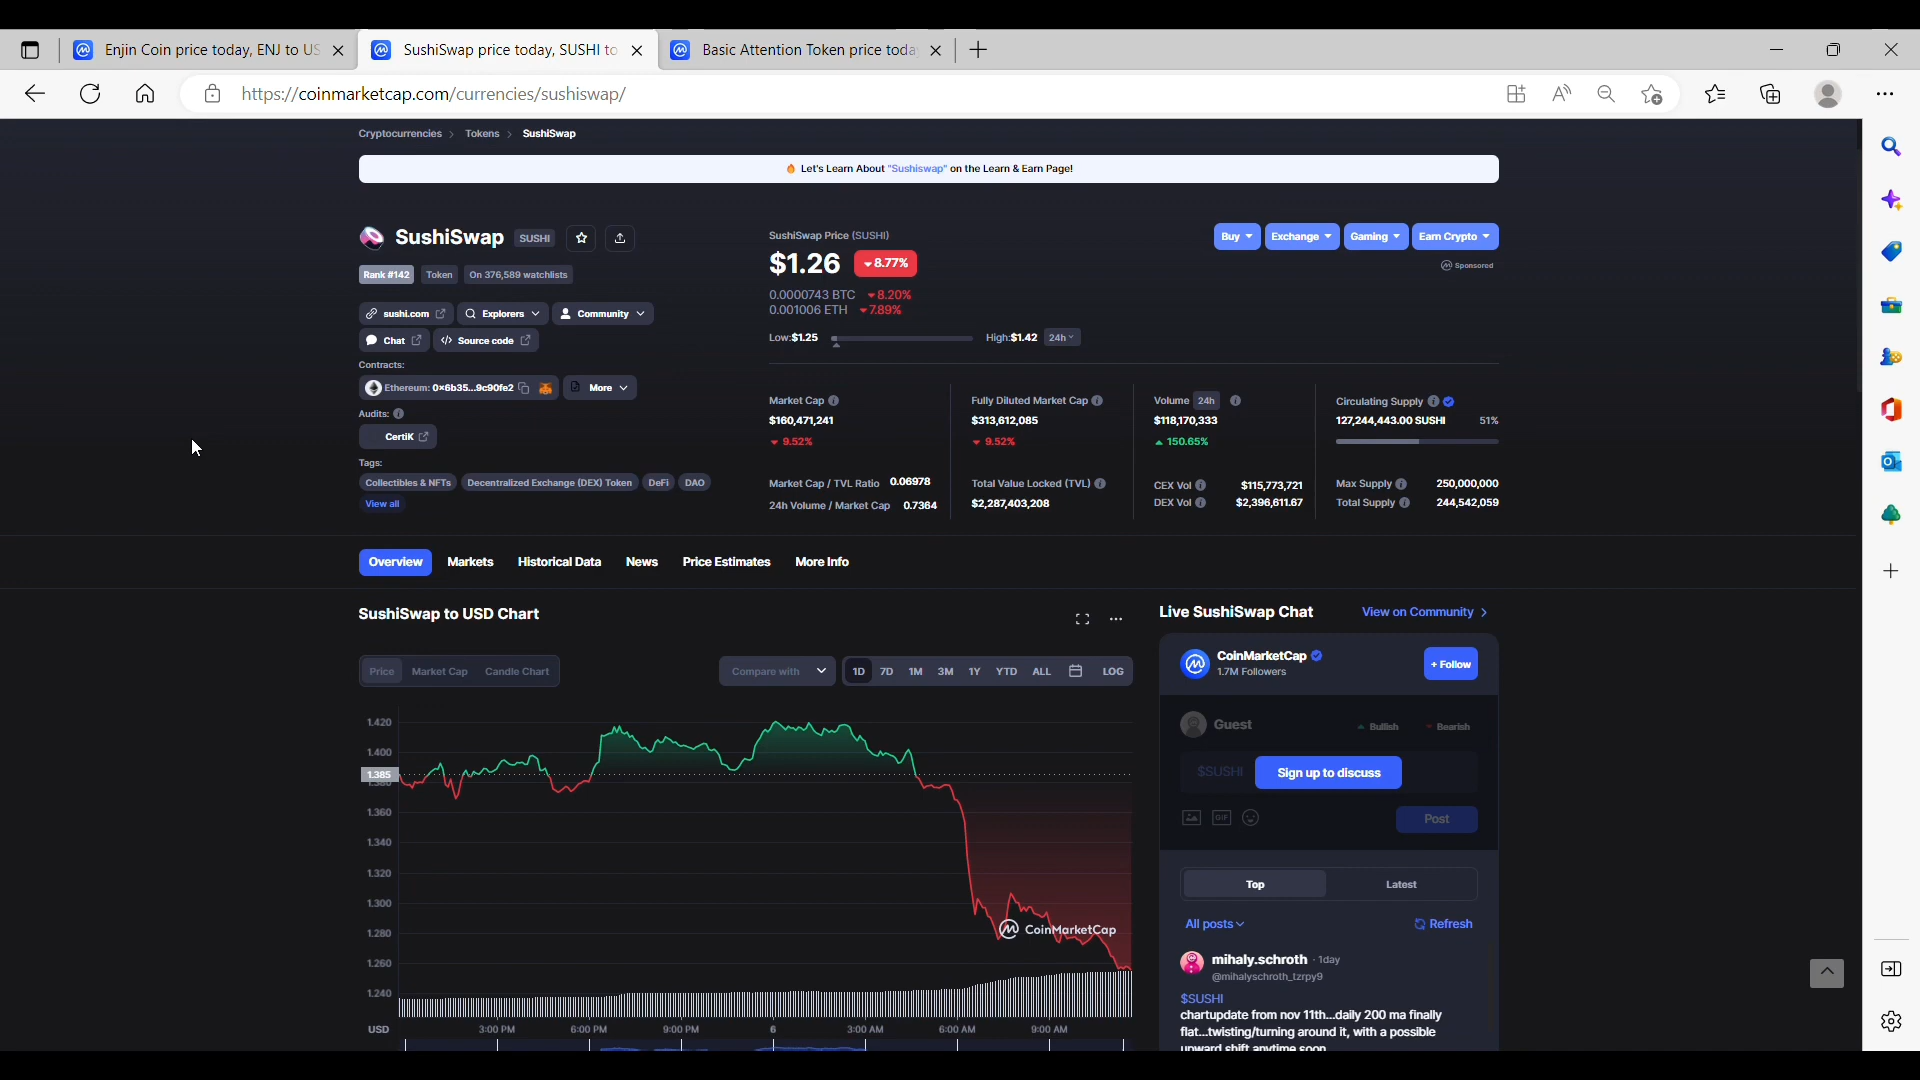 Enjin Coin price today, ENJ to US
SushiSwap price today, SUSHI to
Basic Attention Token price toda
https://coinmarketcap.com/currencies/sushiswap/
Cryptocurrencies > Tokens > SushiSwap
Let's Learn About "Sushiswap" on the Learn & Earn Page!
SushiSwap SUSHI
Rank #142 Token On 376,589 watchlists
sushi.com Explorers Community
Chat Source code
Contracts:
Ethereum: 0x6b35...9c90fe2 More
Audits:
CertiK
Tags:
Collectibles & NFTs Decentralized Exchange (DEX) Token DeFi DAO
View all
SushiSwap Price (SUSHI)
$1.26 8.77%
0.0000743 BTC 8.20%
0.001006 ETH 7.89%
Low:$1.25 High:$1.42 24h
Buy Exchange Gaming Earn Crypto
Sponsored
Market Cap
$160,471,241
9.52%
Market Cap / TVL Ratio 0.06978
24h Volume / Market Cap 0.7364
Fully Diluted Market Cap
$313,612,085
9.52%
Total Value Locked (TVL)
$2,287,403,208
Volume 24h
$118,170,333
150.65%
CEX Vol $115,773,721
DEX Vol $2,396,611.67
Circulating Supply
127,244,443.00 SUSHI 51%
Max Supply 250,000,000
Total Supply 244,542,059
Overview Markets Historical Data News Price Estimates More Info
SushiSwap to USD Chart
Price Market Cap Candle Chart
Compare with 1D 7D 1M 3M 1Y YTD ALL LOG
1.420
1.400
1.385
1.360
1.340
1.320
1.300
1.280
1.260
1.240
CoinMarketCap
USD 3:00 PM 6:00 PM 9:00 PM 6 3:00 AM 6:00 AM 9:00 AM
Live SushiSwap Chat View on Community >
CoinMarketCap
1.7M Followers
+ Follow
Guest Bullish Bearish
$SUSHI Sign up to discuss
GIF Post
Top Latest
All posts Refresh
mihaly.schroth · 1day
@mihalyschroth_tzrpy9
$SUSHI
chartupdate from nov 11th...daily 200 ma finally
flat...twisting/turning around it, with a possible
upward shift anytime soon